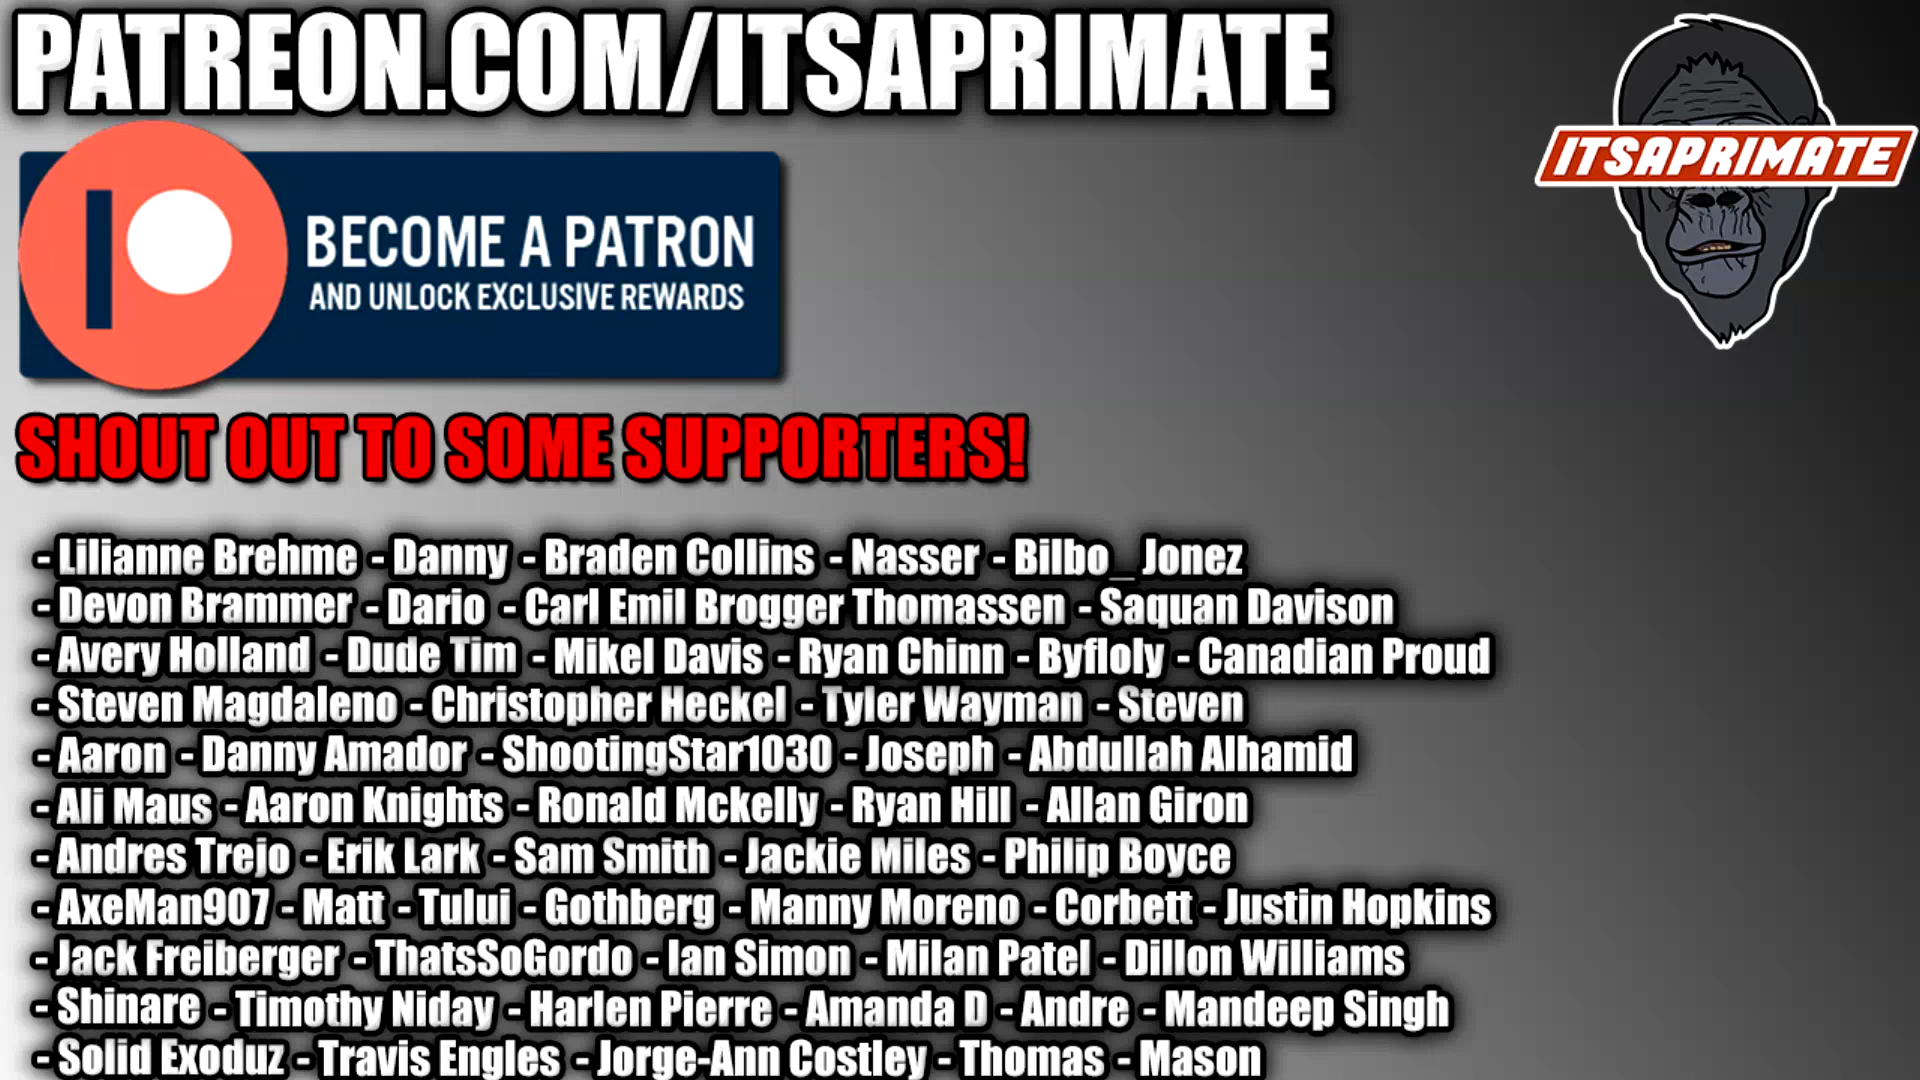 PATREON.COM/ITSAPRIMATE
ITSAPRIMATE
BECOME A PATRON
AND UNLOCK EXCLUSIVE REWARDS
SHOUT OUT TO SOME SUPPORTERS!
- Lilianne Brehme - Danny - Braden Collins - Nasser - Bilbo_Jonez
- Devon Brammer - Dario - Carl Emil Brogger Thomassen - Saquan Davison
- Avery Holland - Dude Tim - Mikel Davis - Ryan Chinn - Byfloly - Canadian Proud
- Steven Magdaleno - Christopher Heckel - Tyler Wayman - Steven
- Aaron - Danny Amador - ShootingStar1030 - Joseph - Abdullah Alhamid
- Ali Maus - Aaron Knights - Ronald Mckelly - Ryan Hill - Allan Giron
- Andres Trejo - Erik Lark - Sam Smith - Jackie Miles - Philip Boyce
- AxeMan907 - Matt - Tului - Gothberg - Manny Moreno - Corbett - Justin Hopkins
- Jack Freiberger - ThatsSoGordo - Ian Simon - Milan Patel - Dillon Williams
- Shinare - Timothy Niday - Harlen Pierre - Amanda D - Andre - Mandeep Singh
- Solid Exoduz - Travis Engles - Jorge-Ann Costley - Thomas - Mason